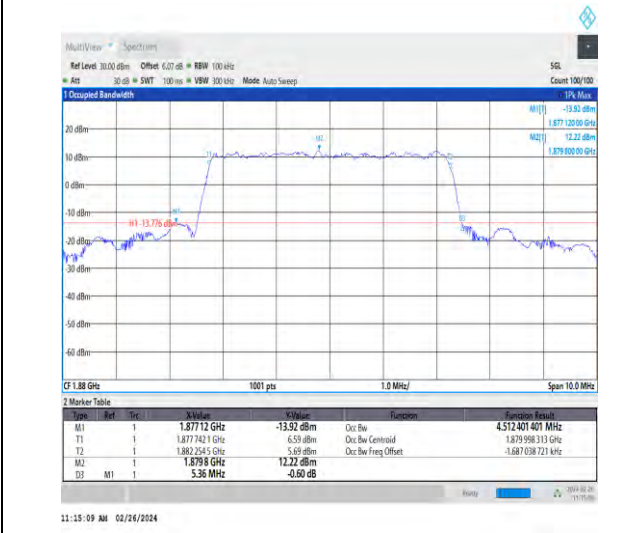 MultiView Spectrum
Ref Level 30.00 dBm Offset 6.07 dB RBW 100 kHz SGL
Att 30 dB SWT 100 ms VBW 300 kHz Mode Auto Sweep Count 100/100
1 Occupied Bandwidth 1Pk Max
M1[1] -13.92 dBm
1.87712000 GHz
M2[1] 12.22 dBm
1.87980000 GHz
20 dBm
M2
T1
10 dBm
0 dBm
-10 dBm
M1
H1 -13.776 dBm
D3
-20 dBm
-30 dBm
-40 dBm
-50 dBm
-60 dBm
CF 1.88 GHz 1001 pts 1.0 MHz/ Span 10.0 MHz
2 Marker Table
Type Ref Trc X-Value Y-Value Function Function Result
M1 1 1.87712 GHz -13.92 dBm Occ Bw 4.512401401 MHz
T1 1 1.8777421 GHz 6.59 dBm Occ Bw Centroid 1.879998313 GHz
T2 1 1.8822545 GHz 5.69 dBm Occ Bw Freq Offset -1.687038721 kHz
M2 1 1.8798 GHz 12.22 dBm
D3 M1 1 5.36 MHz -0.60 dB
11:15:09 AM 02/26/2024